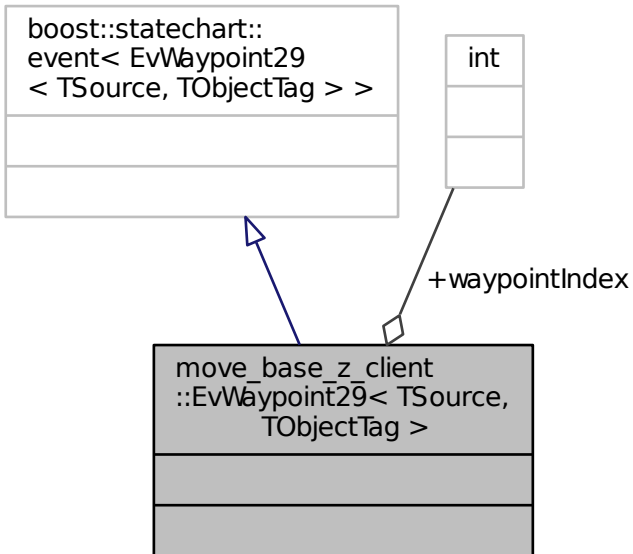 boost::statechart::
event< EvWaypoint29
< TSource, TObjectTag > >
int
+waypointIndex
move_base_z_client
::EvWaypoint29< TSource,
TObjectTag >